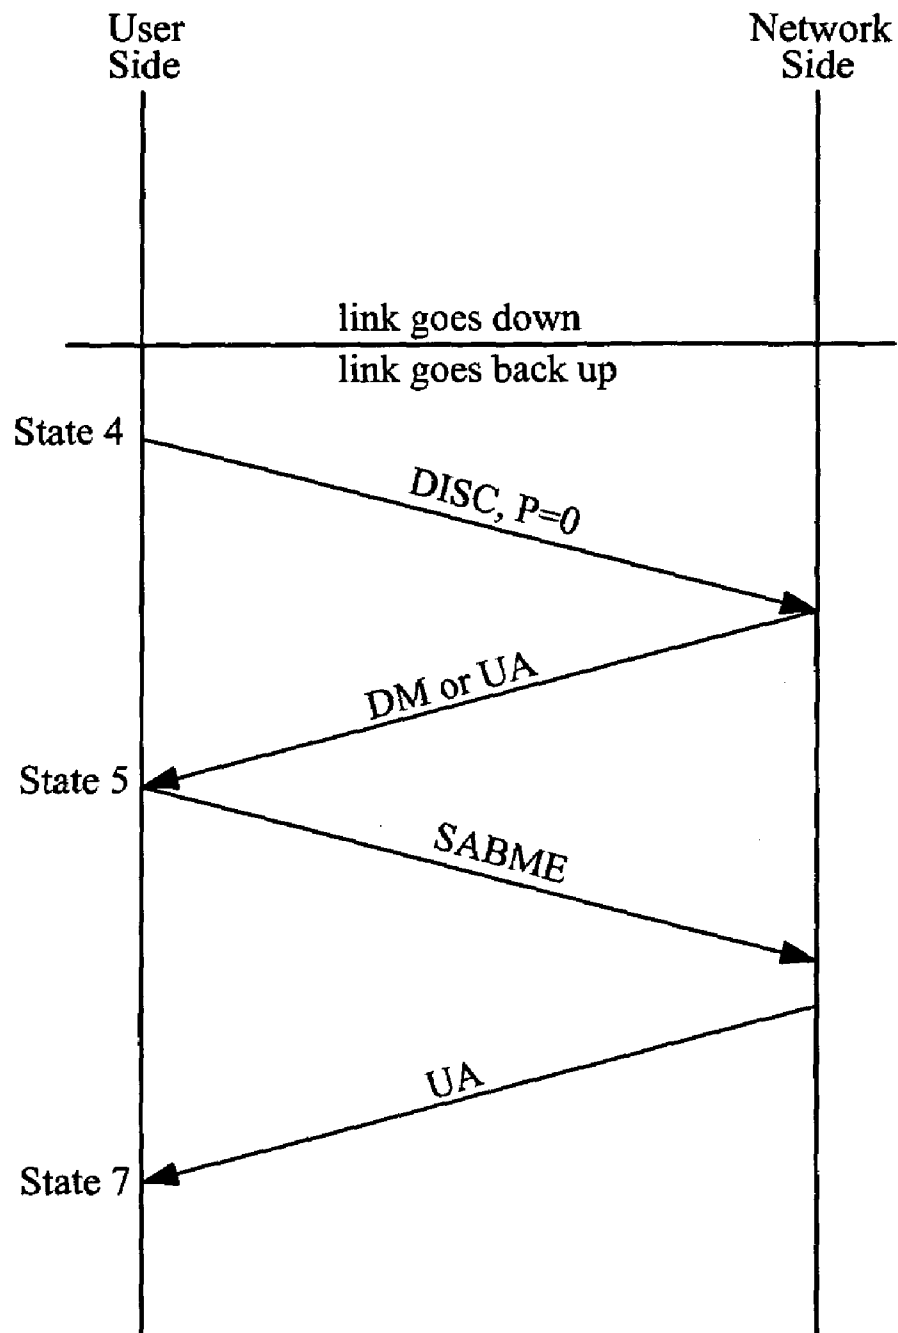 User
Side
Network
Side
link goes down
link goes back up
State 4
DISC, P=0
DM or UA
State 5
SABME
UA
State 7